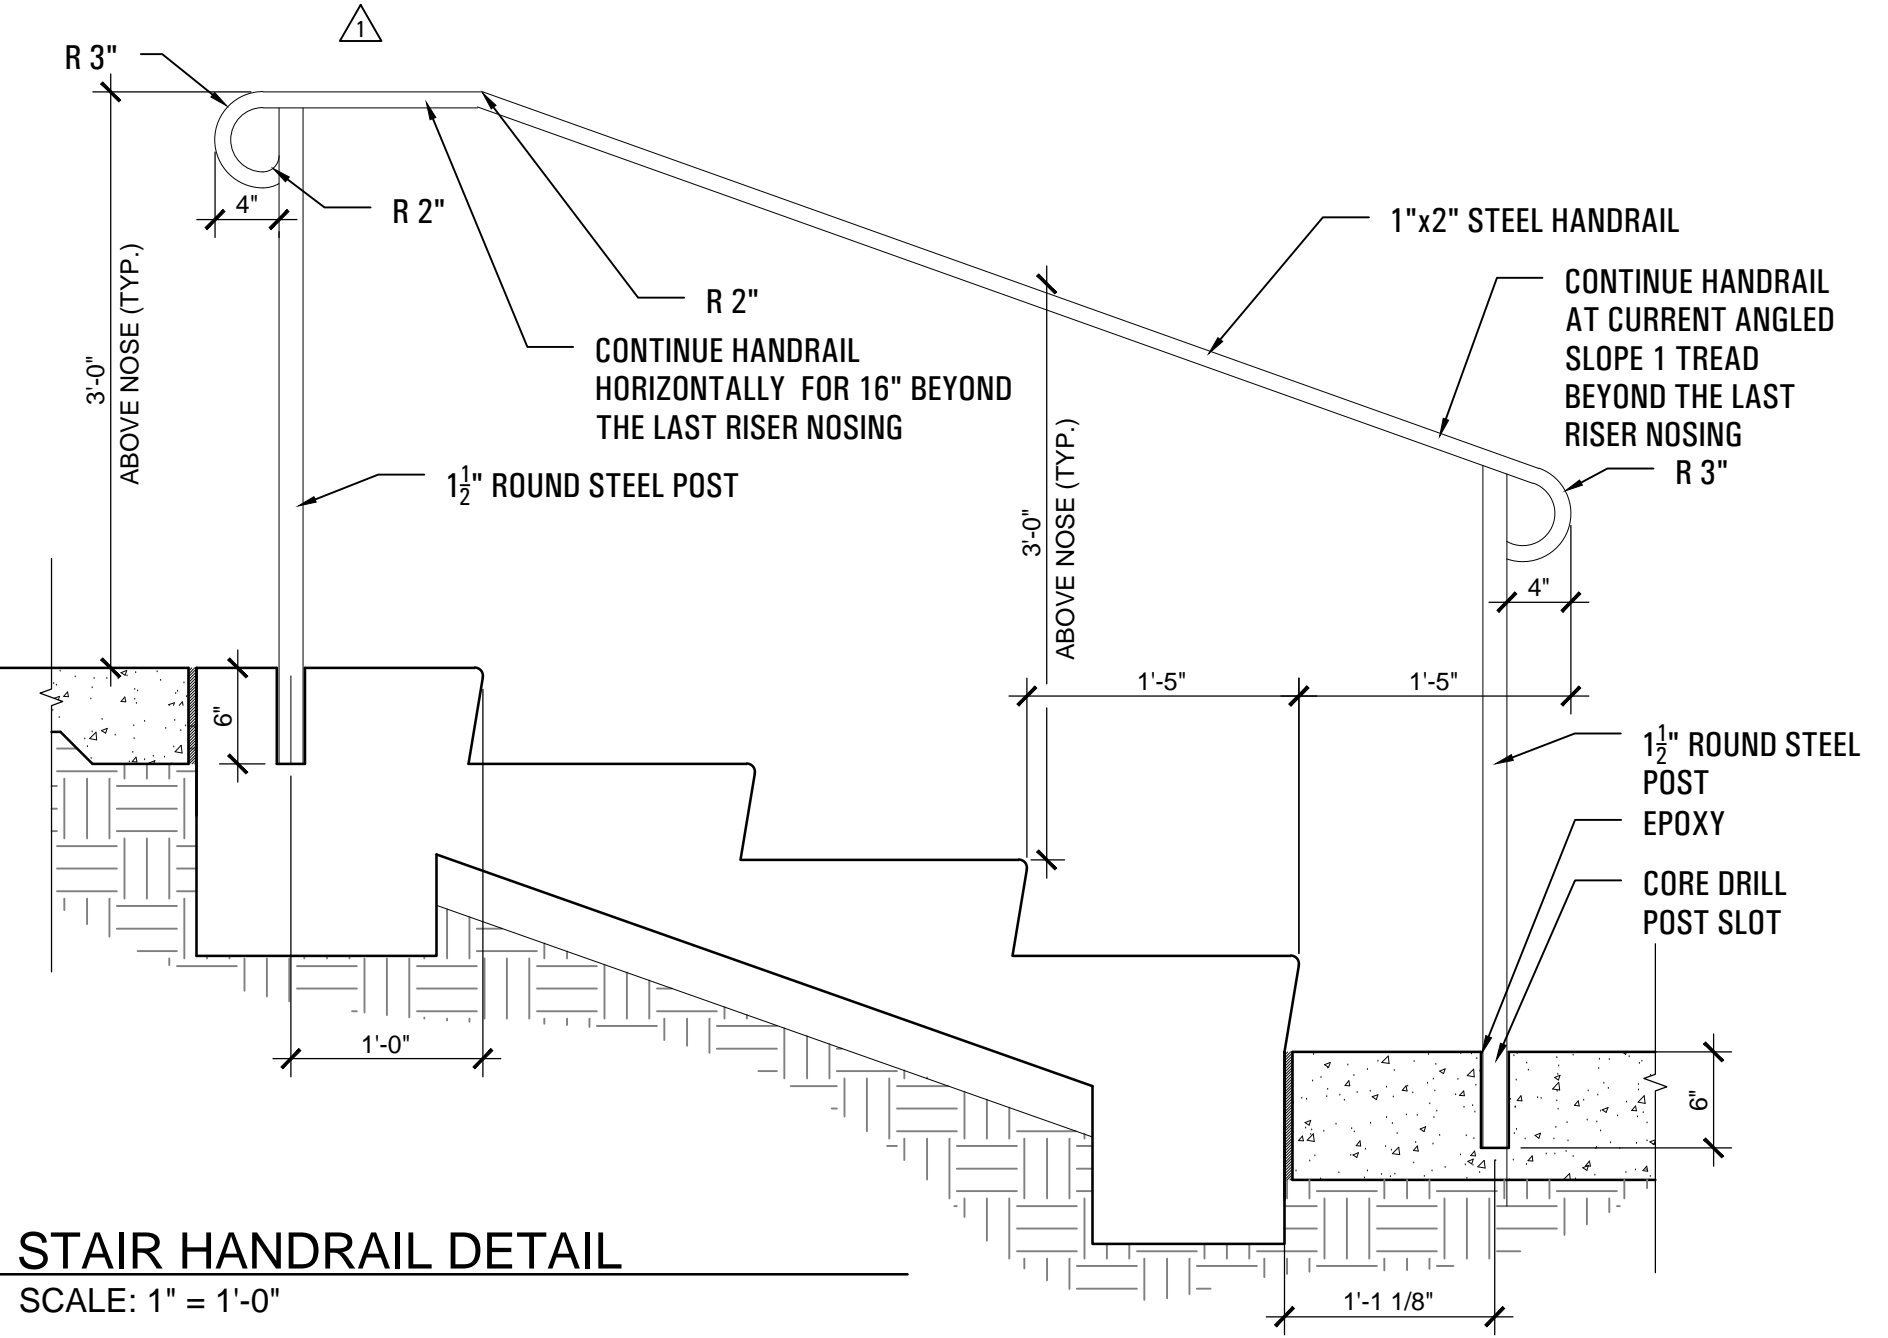 1
R 3"
4"
R 2"
R 2"
3'-0"
ABOVE NOSE (TYP.)
CONTINUE HANDRAIL
HORIZONTALLY FOR 16" BEYOND
THE LAST RISER NOSING
1 1/2" ROUND STEEL POST
1"x2" STEEL HANDRAIL
CONTINUE HANDRAIL
AT CURRENT ANGLED
SLOPE 1 TREAD
BEYOND THE LAST
RISER NOSING
R 3"
3'-0"
ABOVE NOSE (TYP.)
4"
6"
1'-5"
1'-5"
1 1/2" ROUND STEEL
POST
EPOXY
CORE DRILL
POST SLOT
1'-0"
6"
1'-1 1/8"
STAIR HANDRAIL DETAIL
SCALE: 1" = 1'-0"